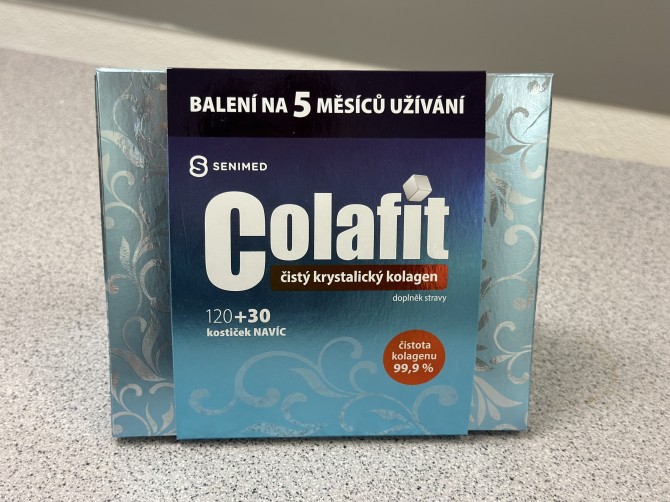 BALENÍ NA 5 MĚSÍCŮ UŽÍVÁNÍ
SENIMED
Colafit
čistý krystalický kolagen
doplněk stravy
120+30
kostiček NAVÍC
čistota
kolagenu
99,9 %